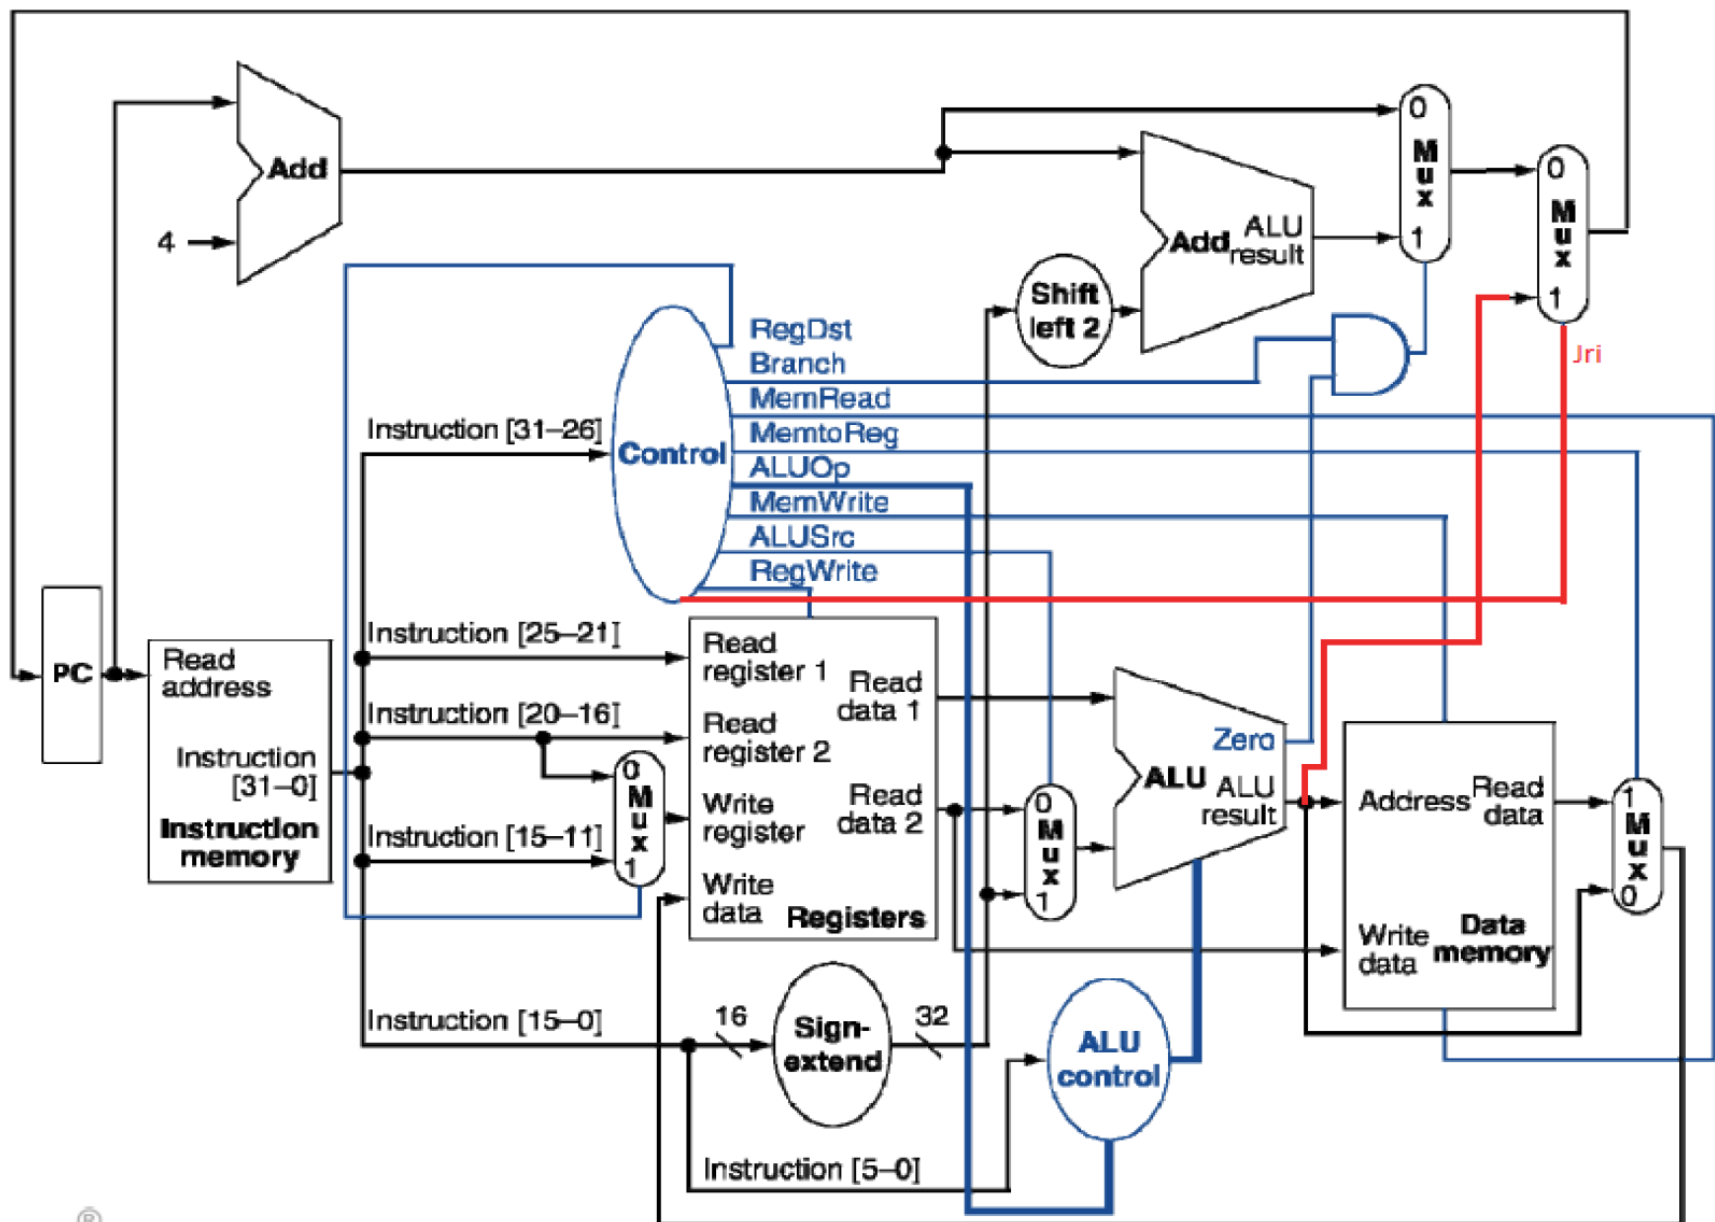 Add
4
0
Mux
1
0
Mux
1
Add
ALU
result
Shift
left 2
Jri
RegDst
Branch
MemRead
MemtoReg
ALUOp
MemWrite
ALUSrc
RegWrite
Control
Instruction [31–26]
Instruction [25–21]
Instruction [20–16]
Instruction [15–11]
Instruction [15–0]
Instruction [5–0]
PC
Read
address
Instruction
[31–0]
Instruction
memory
0
Mux
1
Read
register 1
Read
register 2
Write
register
Write
data
Read
data 1
Read
data 2
Registers
0
Mux
1
Zero
ALU
ALU
result
Address
Read
data
Write
data
Data
memory
1
Mux
0
16
Sign-
extend
32
ALU
control
®